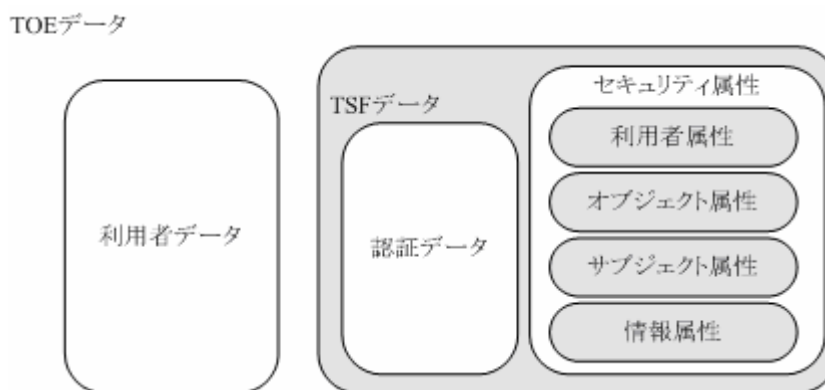 TOEデータ
利用者データ
TSFデータ
認証データ
セキュリティ属性
利用者属性
オブジェクト属性
サブジェクト属性
情報属性